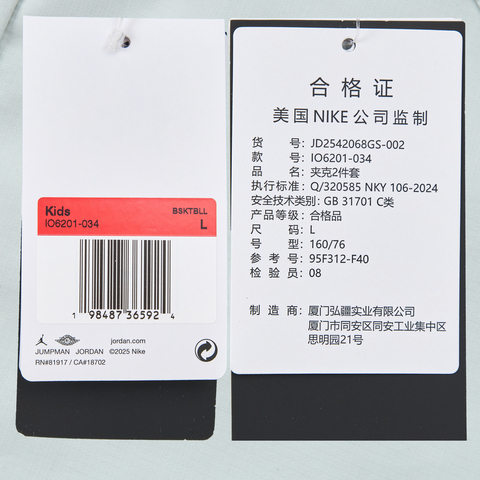 Kids
BSKTBLL
IO6201-034
L
1 98487 36592 4
JUMPMAN JORDAN
jordan.com
©2025 Nike
RN#81917 / CA#18702
合格证
美国NIKE公司监制
货号: JD2542068GS-002
款号: IO6201-034
品名: 夹克2件套
执行标准: Q/320585 NKY 106-2024
安全技术类别: GB 31701 C类
产品等级: 合格品
尺码: L
号型: 160/76
参考号: 95F312-F40
检验员: 08
制造商: 厦门弘疆实业有限公司
厦门市同安区同安工业集中区
思明园21号